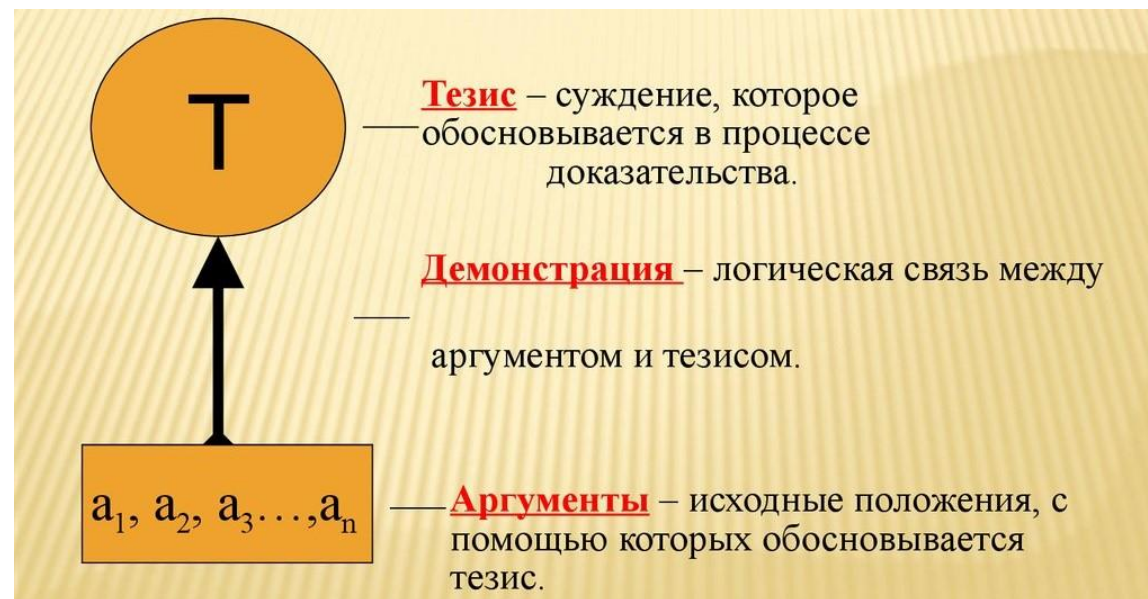 Т
Тезис – суждение, которое
обосновывается в процессе
доказательства.
Демонстрация – логическая связь между
аргументом и тезисом.
a₁, a₂, a₃…,aₙ
Аргументы – исходные положения, с
помощью которых обосновывается
тезис.